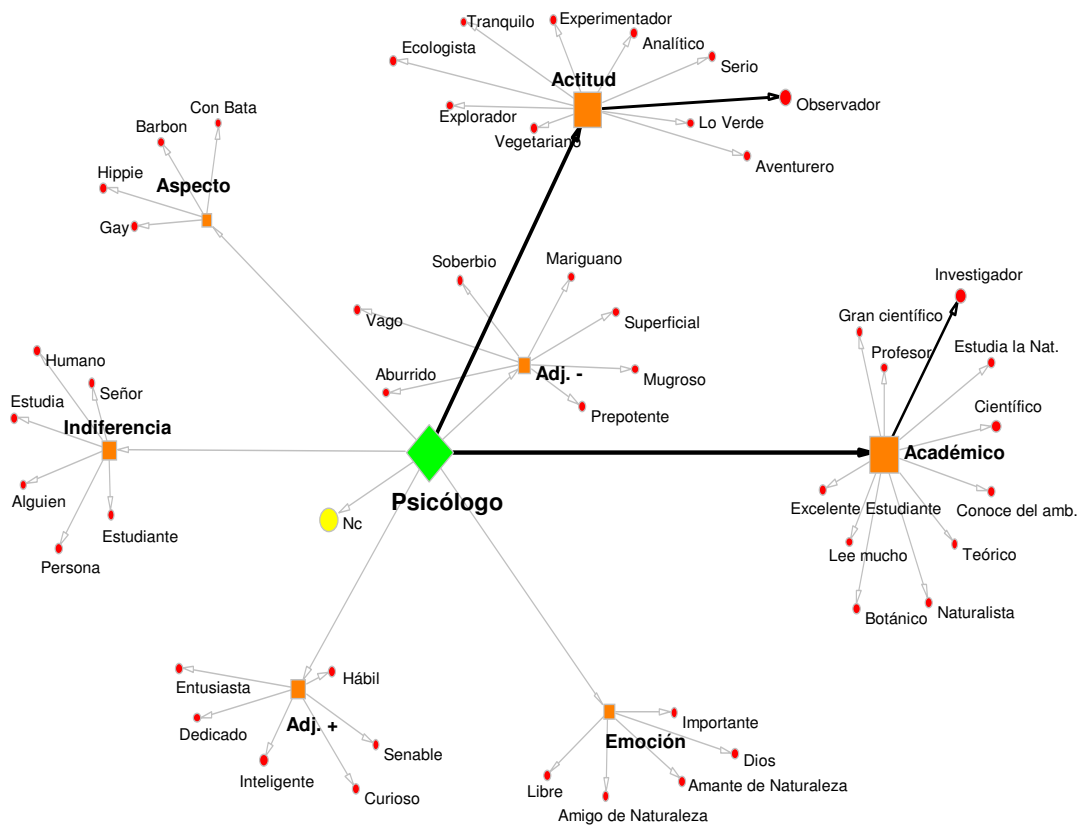 Tranquilo
Experimentador
Analítico
Ecologista
Serio
Actitud
Observador
Explorador
Lo Verde
Vegetariano
Aventurero
Con Bata
Barbon
Hippie
Aspecto
Gay
Soberbio
Mariguano
Vago
Superficial
Aburrido
Adj. -
Mugroso
Prepotente
Investigador
Gran científico
Profesor
Estudia la Nat.
Científico
Académico
Excelente Estudiante
Conoce del amb.
Lee mucho
Teórico
Botánico
Naturalista
Humano
Señor
Estudia
Indiferencia
Alguien
Estudiante
Persona
Psicólogo
Nc
Entusiasta
Hábil
Dedicado
Adj. +
Senable
Inteligente
Curioso
Importante
Emoción
Dios
Libre
Amante de Naturaleza
Amigo de Naturaleza